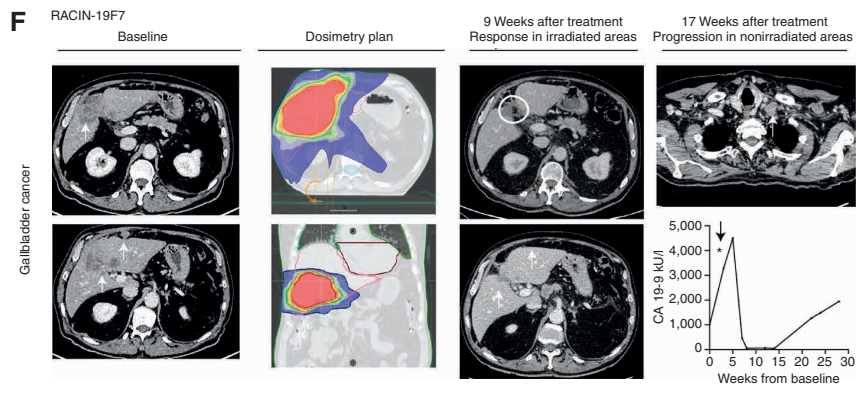 F
RACIN-19F7
Baseline
Dosimetry plan
9 Weeks after treatment
Response in irradiated areas
17 Weeks after treatment
Progression in nonirradiated areas
Gallbladder cancer
CA 19-9 kU/l
5,000
4,000
3,000
2,000
1,000
0
*
0 5 10 15 20 25 30
Weeks from baseline